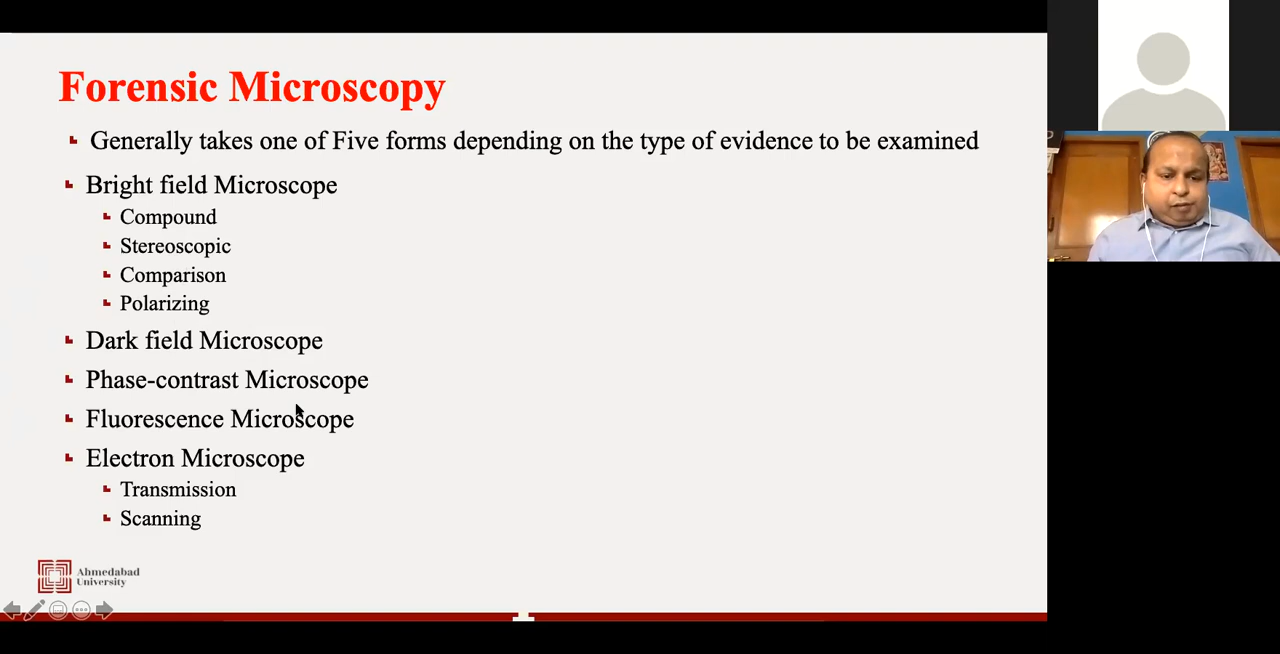 Forensic Microscopy
Generally takes one of Five forms depending on the type of evidence to be examined
Bright field Microscope
Compound
Stereoscopic
Comparison
Polarizing
Dark field Microscope
Phase-contrast Microscope
Fluorescence Microscope
Electron Microscope
Transmission
Scanning
Ahmedabad
University